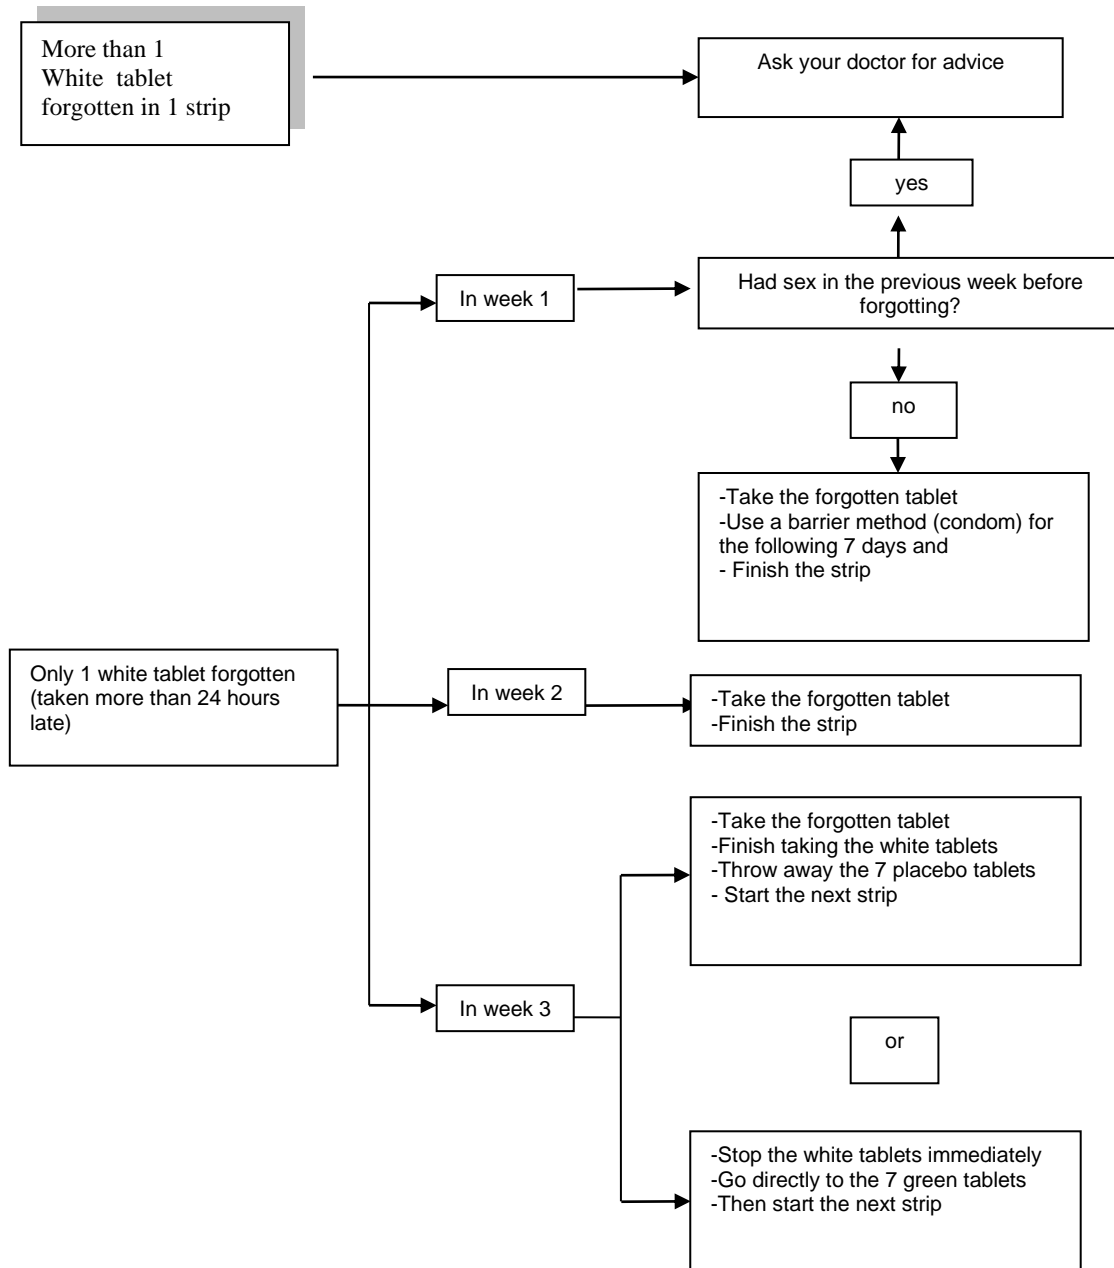 More than 1
White tablet
forgotten in 1 strip
Ask your doctor for advice
yes
In week 1
Had sex in the previous week before
forgotting?
no
-Take the forgotten tablet
-Use a barrier method (condom) for
the following 7 days and
- Finish the strip
Only 1 white tablet forgotten
(taken more than 24 hours
late)
In week 2
-Take the forgotten tablet
-Finish the strip
-Take the forgotten tablet
-Finish taking the white tablets
-Throw away the 7 placebo tablets
- Start the next strip
In week 3
or
-Stop the white tablets immediately
-Go directly to the 7 green tablets
-Then start the next strip